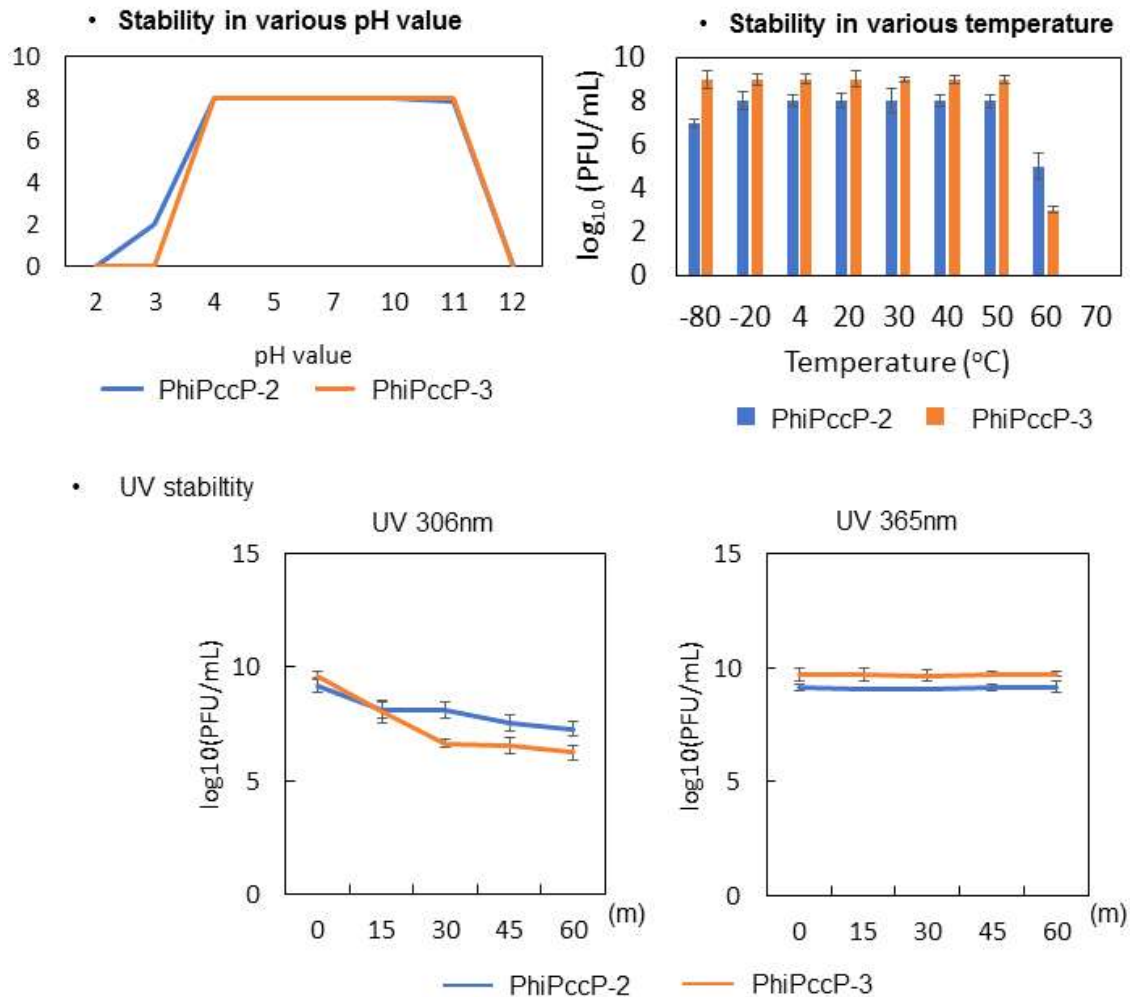 • Stability in various pH value
10
8
6
4
2
0
2 3 4 5 7 10 11 12
pH value
PhiPccP-2 PhiPccP-3
• Stability in various temperature
log10 (PFU/mL)
10
8
6
4
2
0
-80 -20 4 20 30 40 50 60 70
Temperature (°C)
PhiPccP-2 PhiPccP-3
• UV stabiltity
UV 306nm
log10(PFU/mL)
15
10
5
0
0 15 30 45 60 (m)
UV 365nm
log10(PFU/mL)
15
10
5
0
0 15 30 45 60 (m)
PhiPccP-2 PhiPccP-3